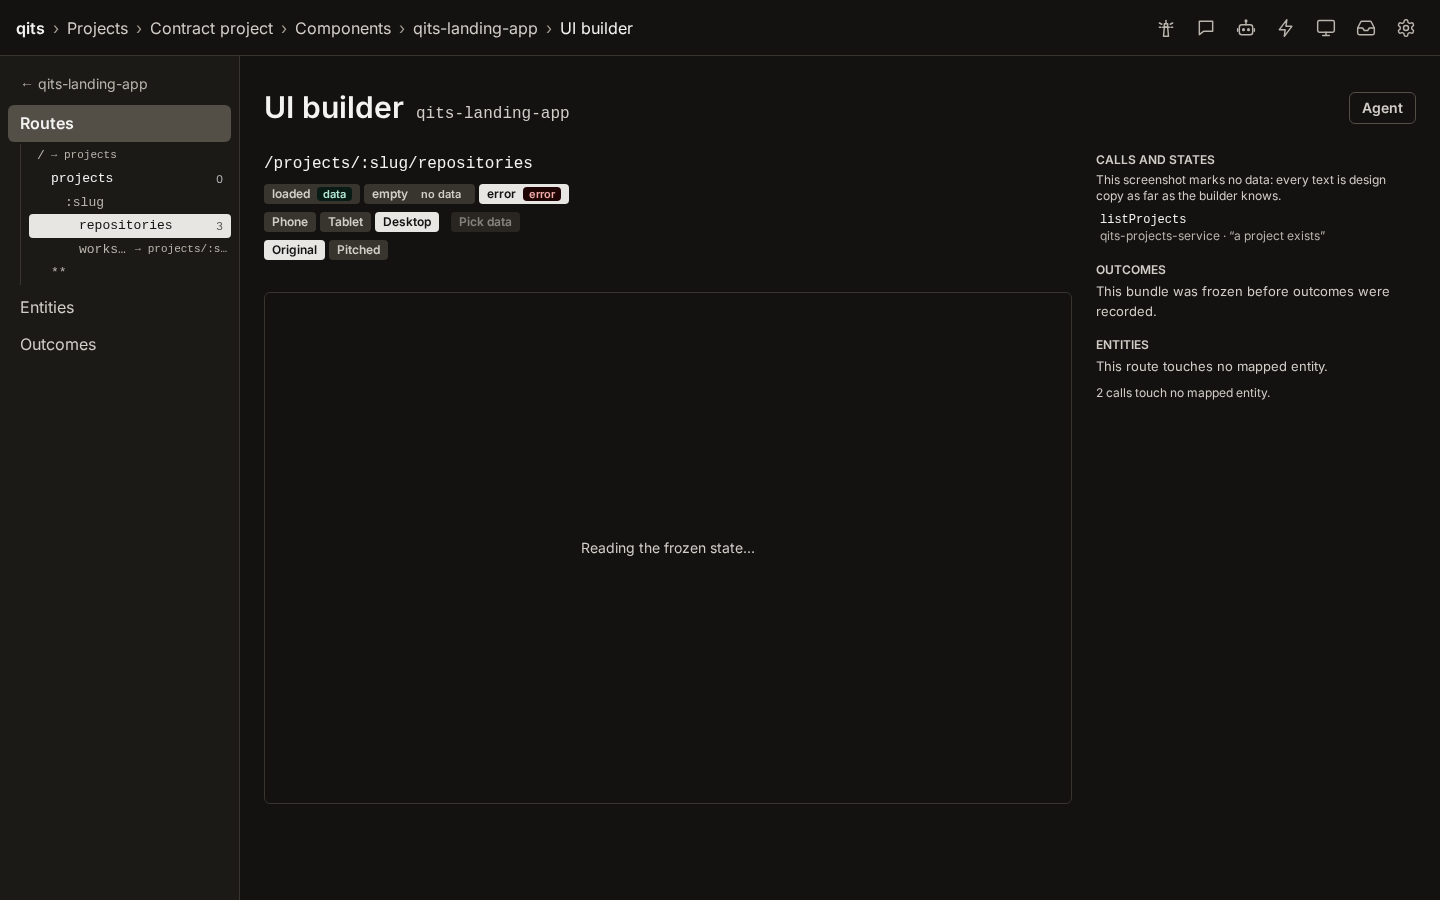 qits › Projects › Contract project › Components › qits-landing-app › UI builder
← qits-landing-app
Routes
/ → projects
projects 0
:slug
repositories 3
works… → projects/:s…
**
Entities
Outcomes
UI builder qits-landing-app
Agent
/projects/:slug/repositories
loaded data empty no data error error
Phone Tablet Desktop Pick data
Original Pitched
Reading the frozen state…
CALLS AND STATES
This screenshot marks no data: every text is design
copy as far as the builder knows.
listProjects
qits-projects-service · “a project exists”
OUTCOMES
This bundle was frozen before outcomes were
recorded.
ENTITIES
This route touches no mapped entity.
2 calls touch no mapped entity.